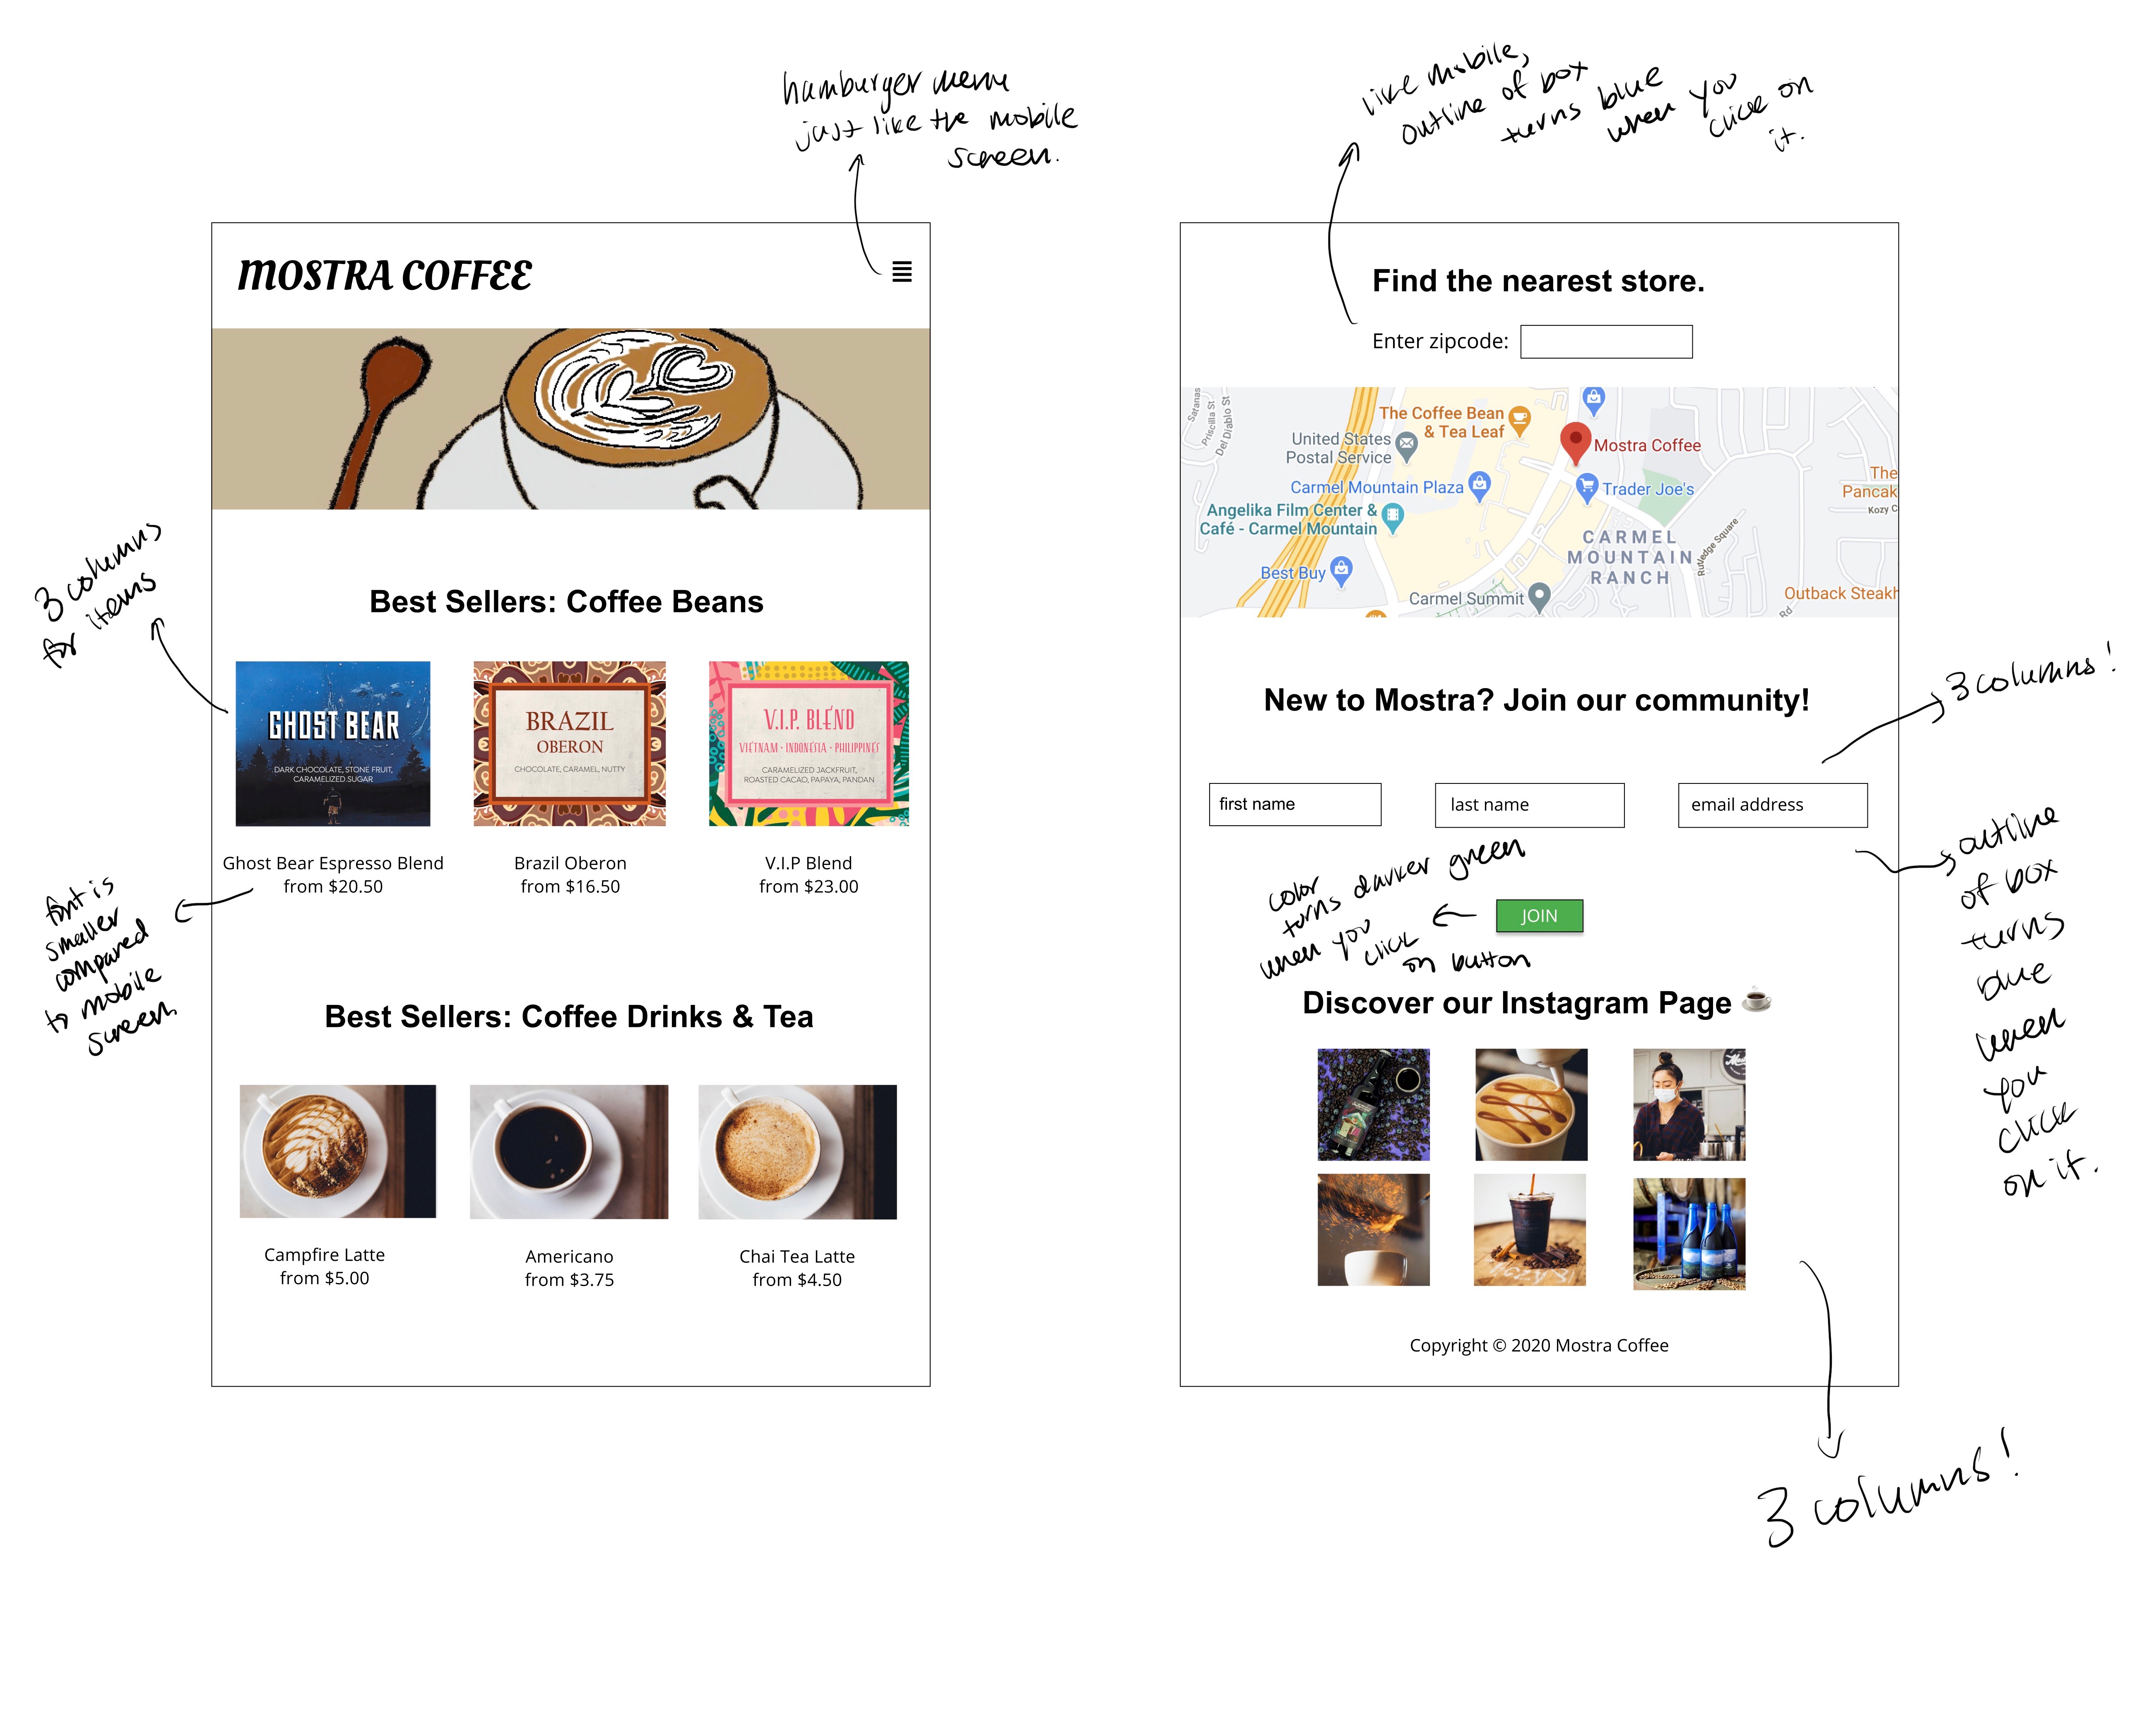 hamburger menu
just like the mobile
screen.
like mobile,
outline of box
turns blue
when you
click on
it.
MOSTRA COFFEE
3 columns
for items
Best Sellers: Coffee Beans
GHOST BEAR
DARK CHOCOLATE, STONE FRUIT,
CARAMELIZED SUGAR
BRAZIL
OBERON
CHOCOLATE, CARAMEL, NUTTY
V.I.P. BLEND
VIETNAM • INDONESIA • PHILIPPINES
CARAMELIZED JACKFRUIT,
ROASTED CACAO, PAPAYA, PANDAN
Ghost Bear Espresso Blend
from $20.50
Brazil Oberon
from $16.50
V.I.P Blend
from $23.00
font is
smaller
compared
to mobile
screen.
Best Sellers: Coffee Drinks & Tea
Campfire Latte
from $5.00
Americano
from $3.75
Chai Tea Latte
from $4.50
Find the nearest store.
Enter zipcode:
Satanas
Priscilla St
Del Diablo St
The Coffee Bean
& Tea Leaf
United States
Postal Service
Mostra Coffee
Carmel Mountain Plaza
Trader Joe's
The
Pancak
Kozy C
Angelika Film Center &
Café - Carmel Mountain
CARMEL
MOUNTAIN
RANCH
Rutledge Square
Best Buy
Carmel Summit
Outback Steakh
Rd
New to Mostra? Join our community!
3 columns!
first name
last name
email address
outline
of box
turns
blue
when
you
click
on it.
color
turns darker green
when you
click
on button
JOIN
Discover our Instagram Page
Copyright © 2020 Mostra Coffee
3 columns!